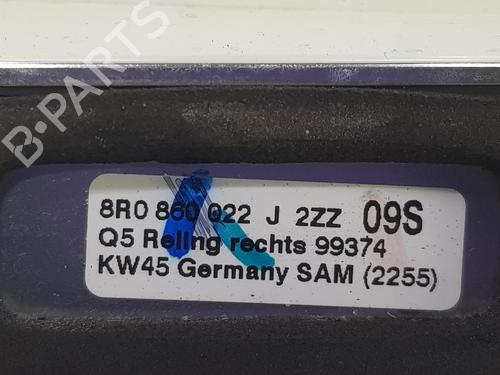 B-PARTS
8R0 860 022 J 2ZZ 09S
Q5 Reling rechts 99374
KW45 Germany SAM (2255)